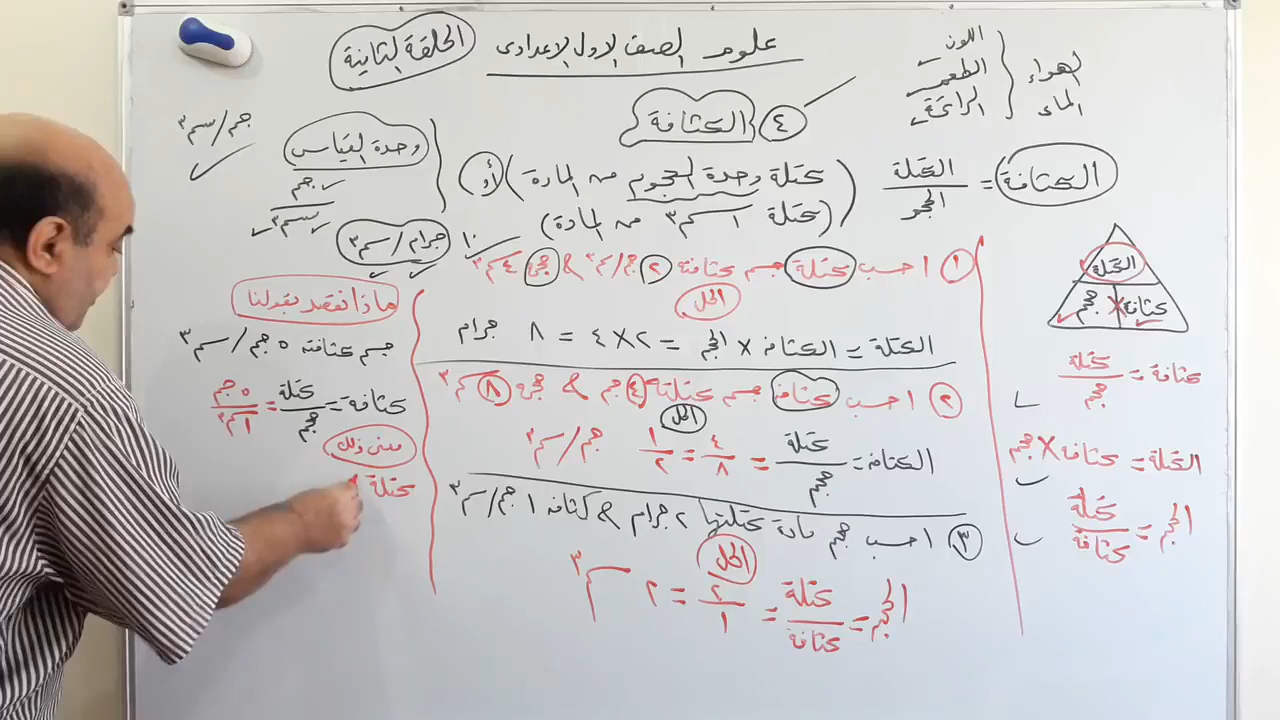 علوم الصف الاول الاعدادى
الحلقة الثانية
الهواء
الماء
اللون
الطعم
الرائحة
٤ الكثافة
الكثافة = الكتلة / الحجم
(كتلة وحدة الحجوم من المادة) أو
(كتلة ١ سم٣ من المادة)
وحدة القياس
جم / سم٣
جرام / سم٣
جم/سم٣
الكتلة
كثافة X حجم
كثافة = كتلة / حجم
الكتلة = كثافة X حجم
الحجم = كتلة / كثافة
١ احسب كتلة جسم كثافته ٢ جم/سم٣ & حجمه ٤ سم٣
الحل
الكتلة = الكثافة X الحجم = ٢ X ٤ = ٨ جرام
٢ احسب كثافة جسم كتلته ٤ جم & حجمه ٨ سم٣
الحل
الكثافة = كتلة / حجم = ٤ / ٨ = ١ / ٢ جم/سم٣
٣ احسب حجم مادة كتلتها ٢ جرام & كثافة ١ جم/سم٣
الحل
الحجم = كتلة / كثافة = ٢ / ١ = ٢ سم٣
ماذا نقصد بقولنا
جسم كثافته ٥ جم/سم٣
كثافة = كتلة / حجم = ٥ جم / ١ سم٣
معنى ذلك
كتلة